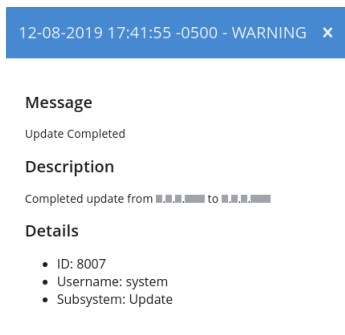 12-08-2019 17:41:55 -0500 - WARNING ×
Message
Update Completed
Description
Completed update from to
Details
• ID: 8007
• Username: system
• Subsystem: Update